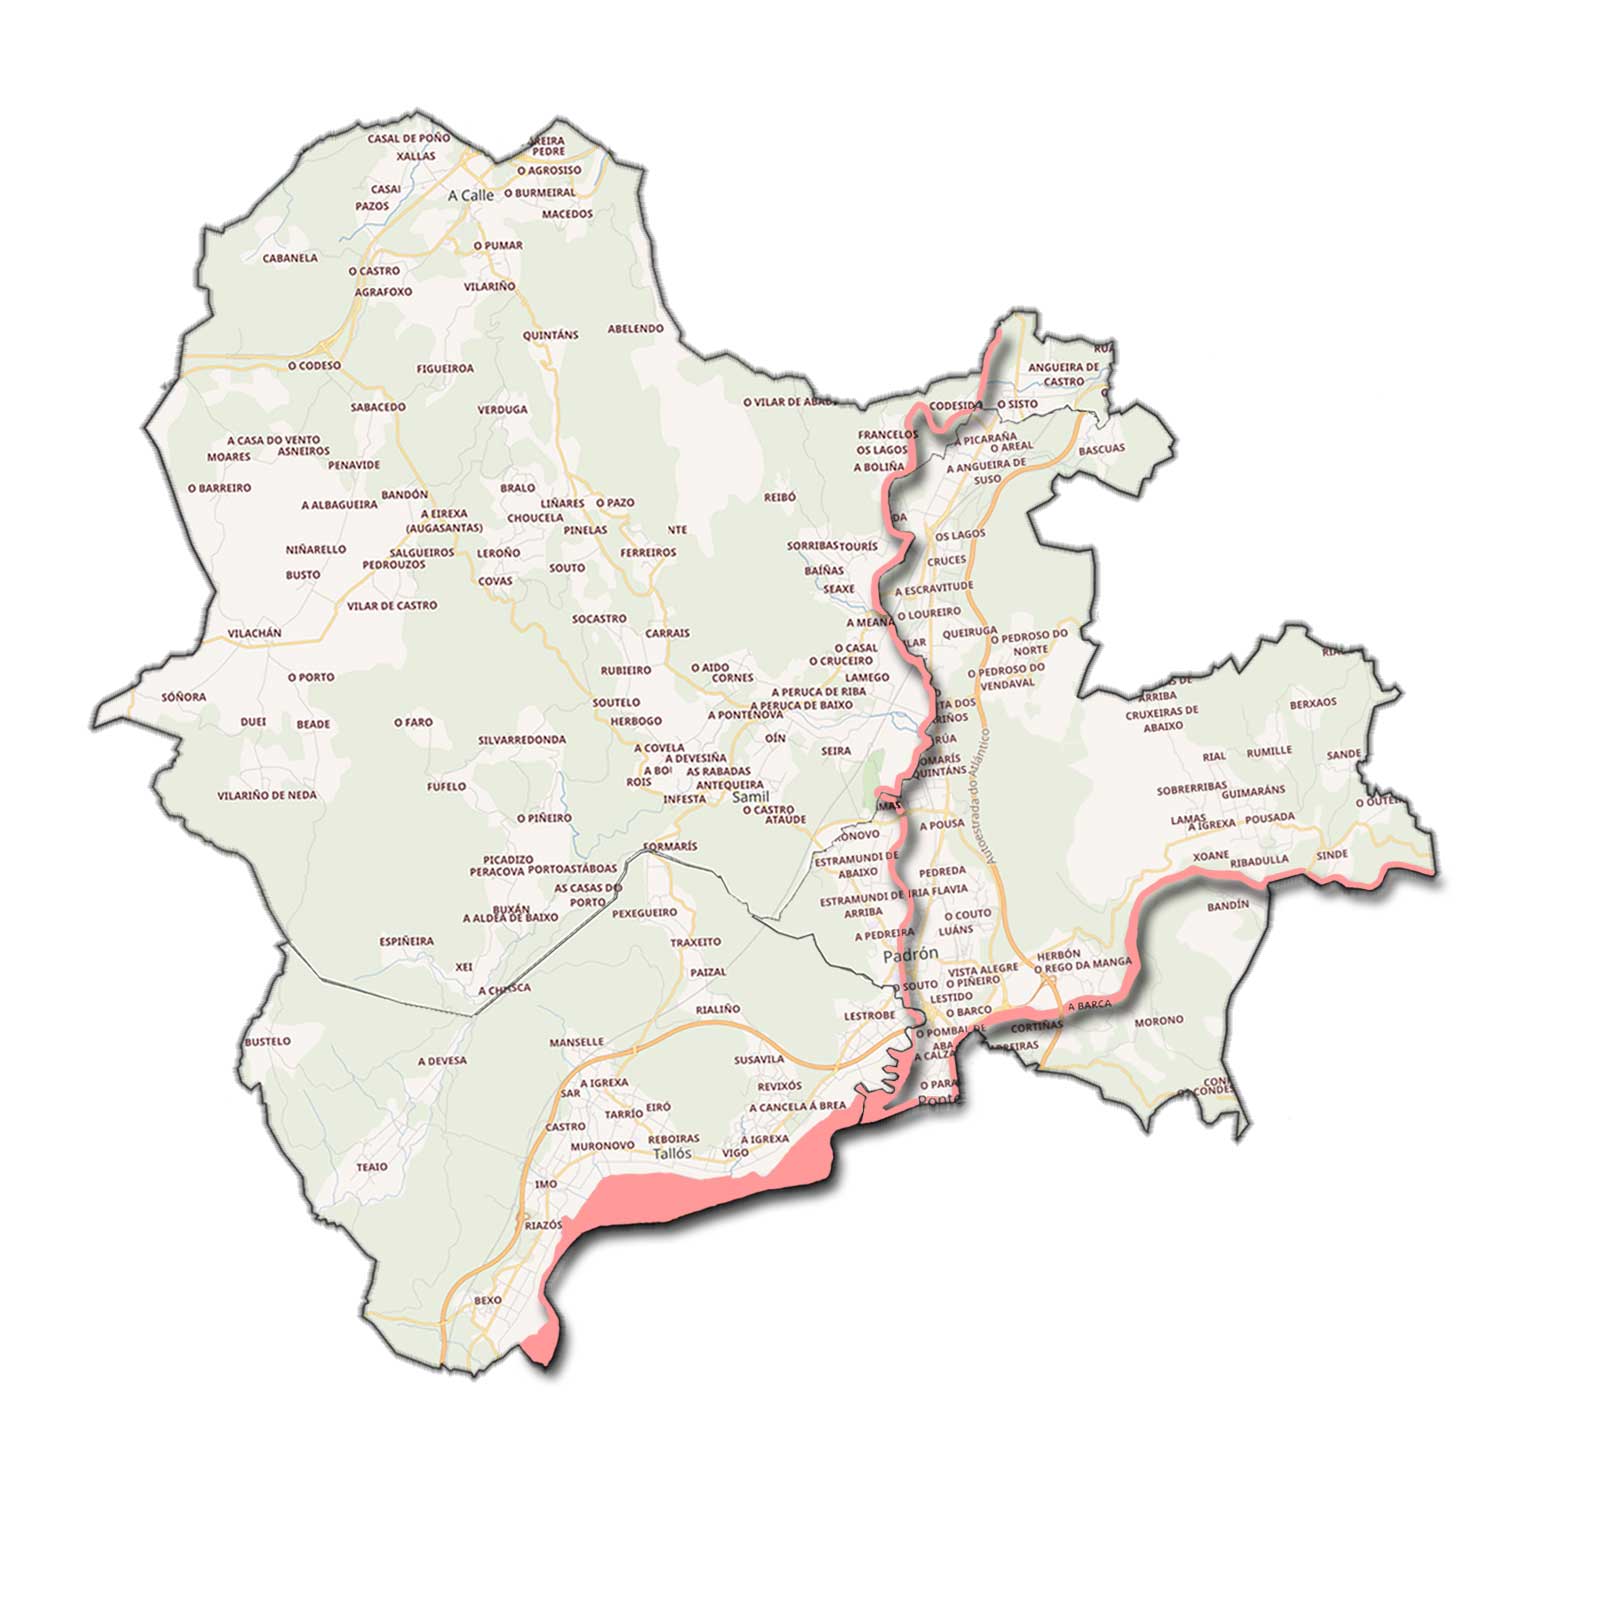 CASAL DE POÑO
XALLAS
PEDRE
O AGROSISO
CASAI
PAZOS
A Calle
O BURMEIRAL
MACEDOS
O PUMAR
CABANELA
O CASTRO
AGRAFOXO
VILARIÑO
QUINTÁNS
ABELENDO
O CODESO
FIGUEIROA
ANGUEIRA DE
CASTRO
SABACEDO
VERDUGA
O SISTO
A CASA DO VENTO
ASNEIROS
MOARES
PENAVIDE
FRANCELOS
OS LAGOS
A BOLIÑA
A PICARAÑA
O AREAL
BASCUAS
A ANGUEIRA DE
SUSO
O BARREIRO
A ALBAGUEIRA
BANDÓN
BRALO
LIÑARES
O PAZO
REIBÓ
A EIREXA
(AUGASANTAS)
CHOUCELA
PINELAS
NTE
DA
OS LAGOS
NIÑARELLO
SALGUEIROS
PEDROUZOS
LEROÑO
FERREIROS
SORRIBAS
TOURÍS
CRUCES
BUSTO
COVAS
SOUTO
BAÍÑAS
SEAXE
A ESCRAVITUDE
VILAR DE CASTRO
SOCASTRO
CARRAIS
A MEANA
O LOUREIRO
VILACHÁN
QUEIRUGA
O PEDROSO DO
NORTE
O CASAL
O CRUCEIRO
ILAR
O PORTO
RUBIEIRO
O AIDO
CORNES
LAMEGO
O PEDROSO DO
VENDAVAL
SÓÑORA
SOUTELO
A PERUCA DE RIBA
A PERUCA DE BAIXO
ARRIBA
BERXAOS
DUEI
BEADE
O FARO
HERBOGO
A PONTENOVA
CRUXEIRAS DE
ABAIXO
SILVARREDONDA
A COVELA
OÍN
SEIRA
RÚA
A DEVESIÑA
QUINTÁNS
RIAL
RUMILLE
SANDE
ROIS
AS RABADAS
ANTEQUEIRA
Autoestrada do Atlántico
VILARIÑO DE NEDA
FUFELO
INFESTA
Samil
SOBRERRIBAS
GUIMARÁNS
O PIÑEIRO
O CASTRO
ATAÚDE
MAS
A POUSA
LAMAS
A IGREXA
POUSADA
FORMARÍS
ESTRAMUNDI DE
ABAIXO
XOANE
RIBADULLA
SINDE
PICADIZO
PERACOVA
PORTOASTÁBOAS
PEDREDA
AS CASAS DO
PORTO
ESTRAMUNDI DE
ARRIBA
IRIA FLAVIA
BUXÁN
A ALDEA DE BAIXO
PEXEGUEIRO
O COUTO
LUÁNS
BANDÍN
ESPIÑEIRA
TRAXEITO
A PEDREIRA
Padrón
XEI
PAIZAL
VISTA ALEGRE
O PIÑEIRO
HERBÓN
O REGO DA MANGA
A CHASCA
O SOUTO
LESTIDO
RIALIÑO
LESTROBE
O BARCO
A BARCA
BUSTELO
MANSELLE
O POMBAL DE
CORTIÑAS
MORONO
A DEVESA
SUSAVILA
A IGREXA
SAR
REVIXÓS
TARRÍO
EIRÓ
A CANCELA Á BREA
Ponte
CASTRO
MURONOVO
REBOIRAS
Tallós
A IGREXA
VIGO
TEAIO
IMO
RIAZÓS
BEXO